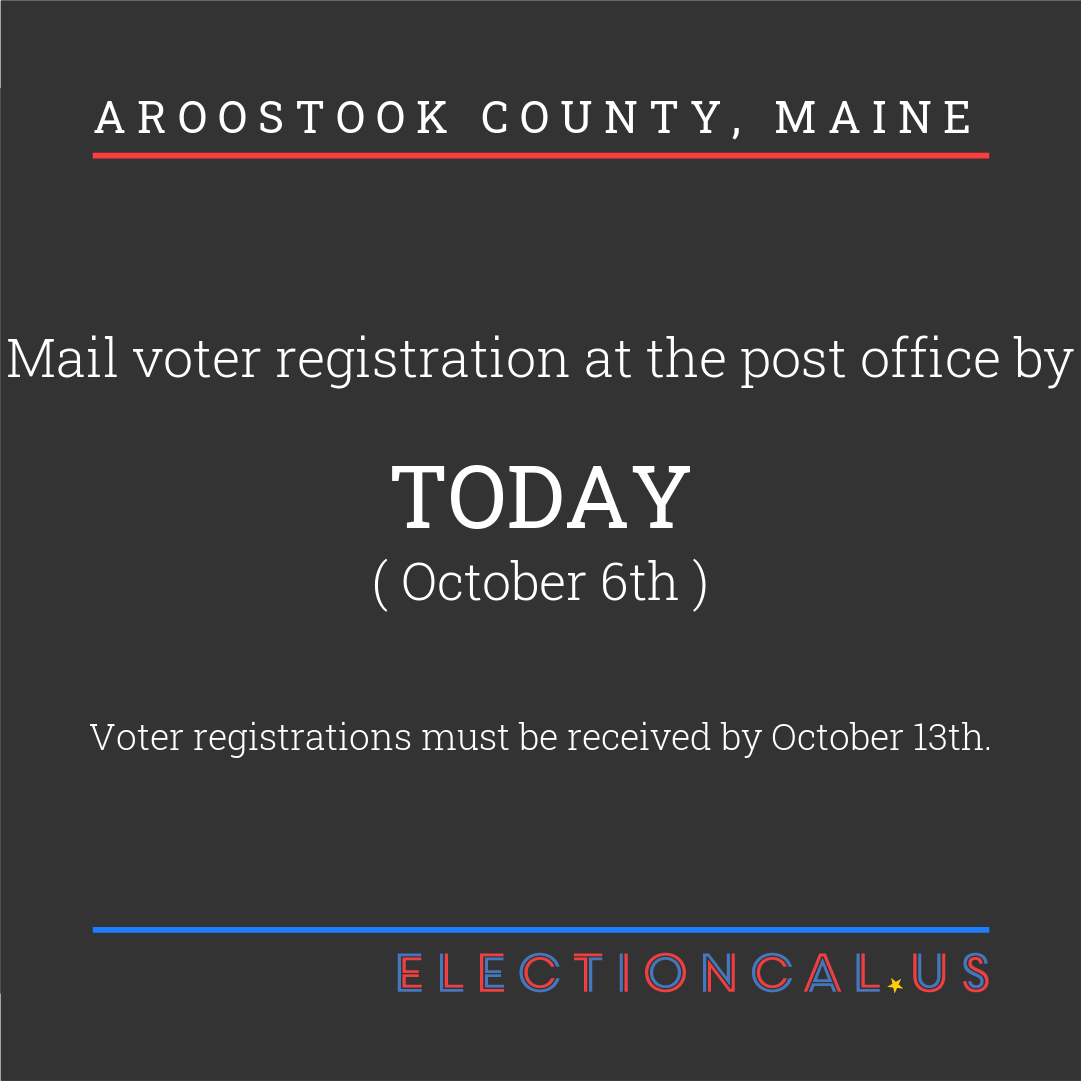 AROOSTOOK COUNTY, MAINE
Mail voter registration at the post office by
TODAY
( October 6th )
Voter registrations must be received by October 13th.
ELECTIONCAL.US